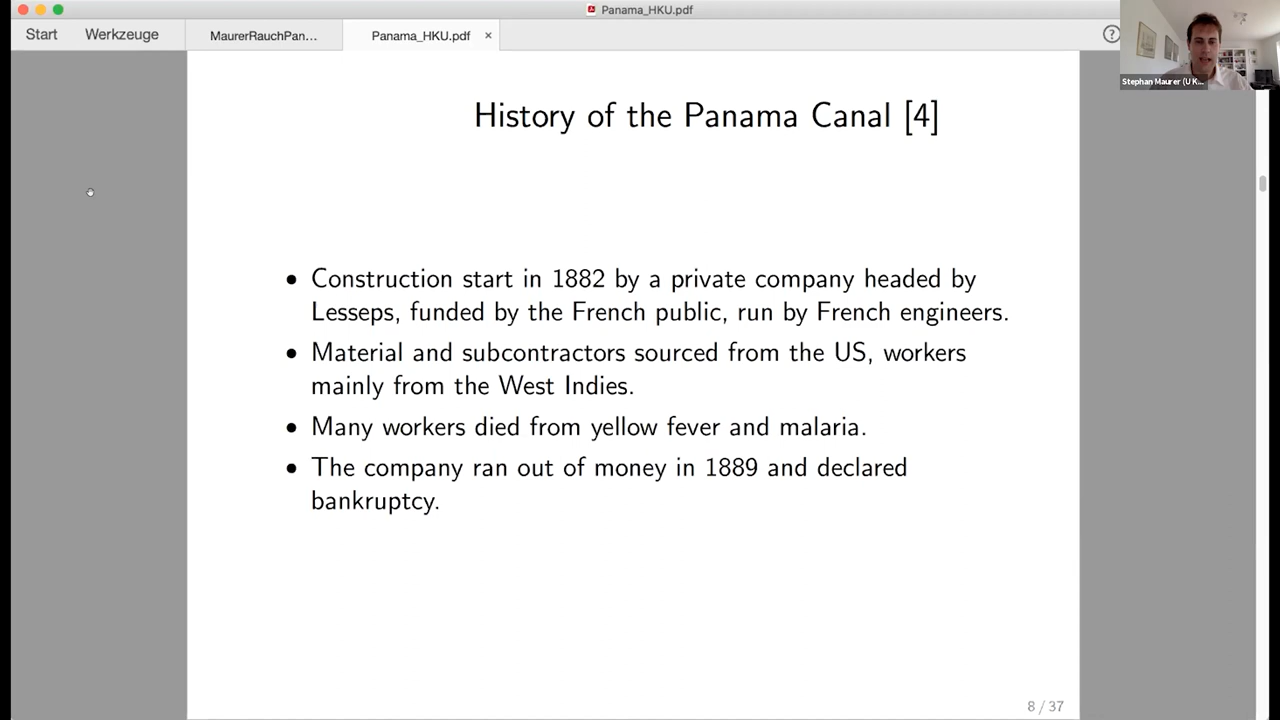 Panama_HKU.pdf
Start
Werkzeuge
MaurerRauchPan...
Panama_HKU.pdf
×
?
Stephan Maurer (U K...
History of the Panama Canal [4]
• Construction start in 1882 by a private company headed by
Lesseps, funded by the French public, run by French engineers.
• Material and subcontractors sourced from the US, workers
mainly from the West Indies.
• Many workers died from yellow fever and malaria.
• The company ran out of money in 1889 and declared
bankruptcy.
8 / 37